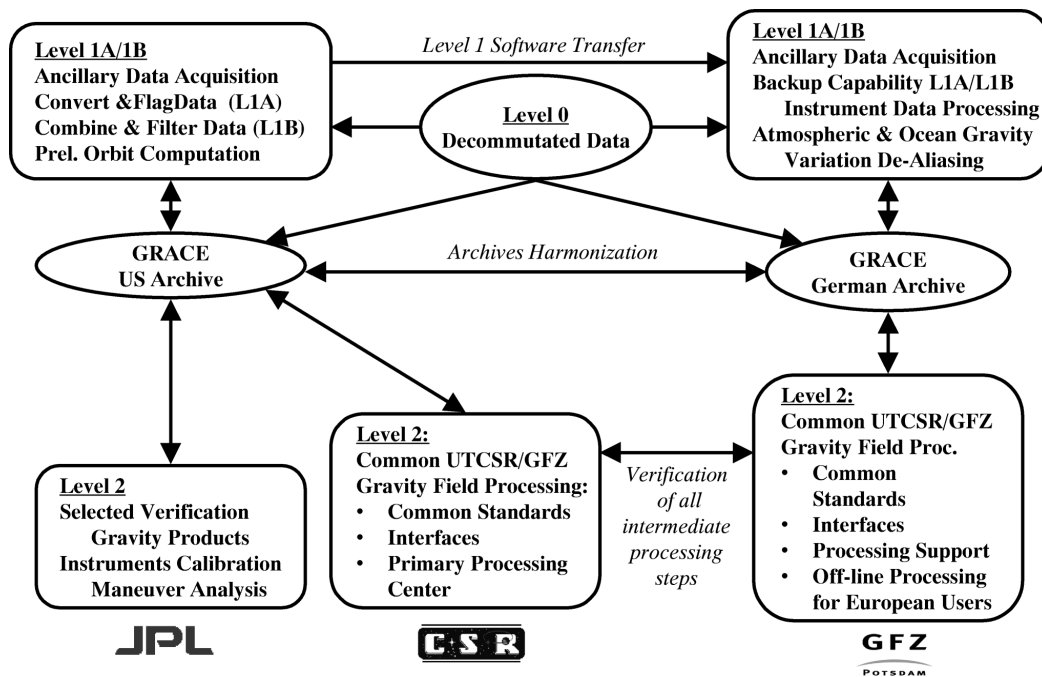 Level 1A/1B
Ancillary Data Acquisition
Convert &FlagData (L1A)
Combine & Filter Data (L1B)
Prel. Orbit Computation
Level 1 Software Transfer
Level 0
Decommutated Data
Level 1A/1B
Ancillary Data Acquisition
Backup Capability L1A/L1B
Instrument Data Processing
Atmospheric & Ocean Gravity
Variation De-Aliasing
GRACE
US Archive
Archives Harmonization
GRACE
German Archive
Level 2
Selected Verification
Gravity Products
Instruments Calibration
Maneuver Analysis
Level 2:
Common UTCSR/GFZ
Gravity Field Processing:
• Common Standards
• Interfaces
• Primary Processing
Center
Verification
of all
intermediate
processing
steps
Level 2:
Common UTCSR/GFZ
Gravity Field Proc.
• Common
Standards
• Interfaces
• Processing Support
• Off-line Processing
for European Users
JPL
CSR
GFZ
POTSDAM